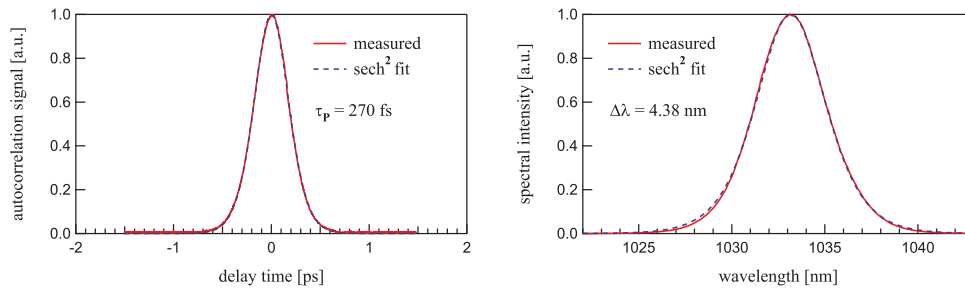 autocorrelation signal [a.u.]
1.0
0.8
0.6
0.4
0.2
0.0
measured
sech² fit
τP = 270 fs
-2
-1
0
1
2
delay time [ps]
spectral intensity [a.u.]
1.0
0.8
0.6
0.4
0.2
0.0
measured
sech² fit
Δλ = 4.38 nm
1025
1030
1035
1040
wavelength [nm]